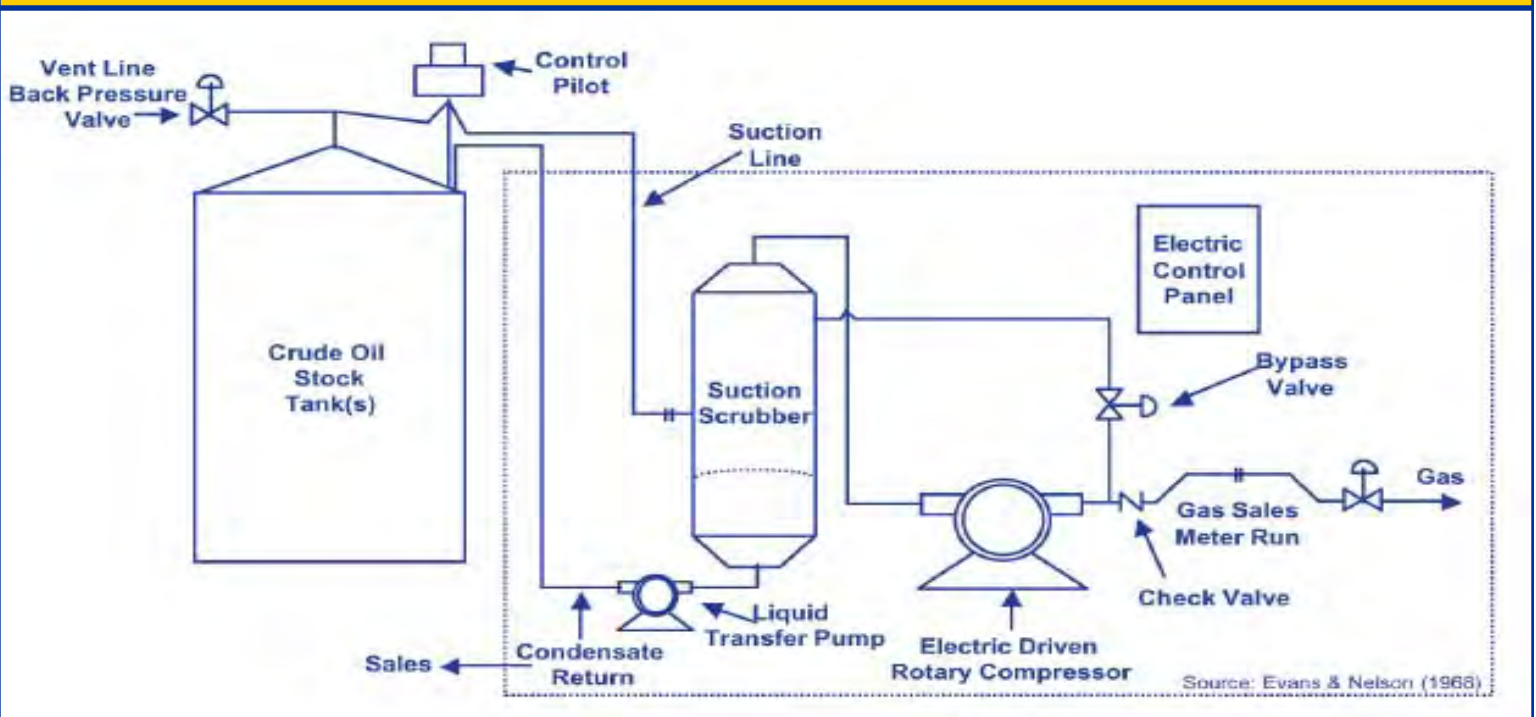 Vent Line
Back Pressure
Valve
Control
Pilot
Suction
Line
Electric
Control
Panel
Crude Oil
Stock
Tank(s)
Suction
Scrubber
Bypass
Valve
Gas
Gas Sales
Meter Run
Check Valve
Liquid
Transfer Pump
Electric Driven
Rotary Compressor
Sales
Condensate
Return
Source: Evans & Nelson (1968)